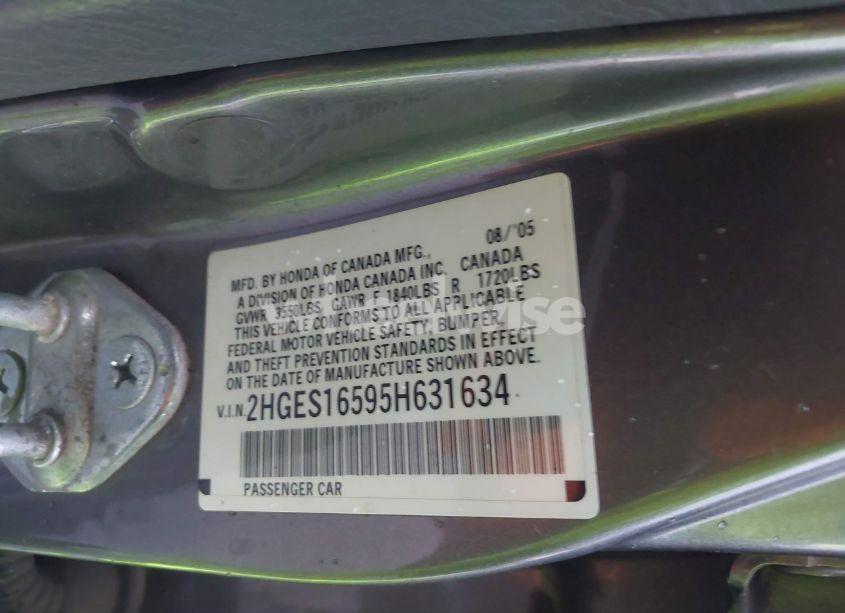 08/'05
MFD. BY HONDA OF CANADA MFG.,
A DIVISION OF HONDA CANADA INC, CANADA
GVWR 3550LBS GAWR F 1840LBS R 1720LBS
THIS VEHICLE CONFORMS TO ALL APPLICABLE
FEDERAL MOTOR VEHICLE SAFETY, BUMPER,
AND THEFT PREVENTION STANDARDS IN EFFECT
ON THE DATE OF MANUFACTURE SHOWN ABOVE.
V.I.N. 2HGES16595H631634
PASSENGER CAR